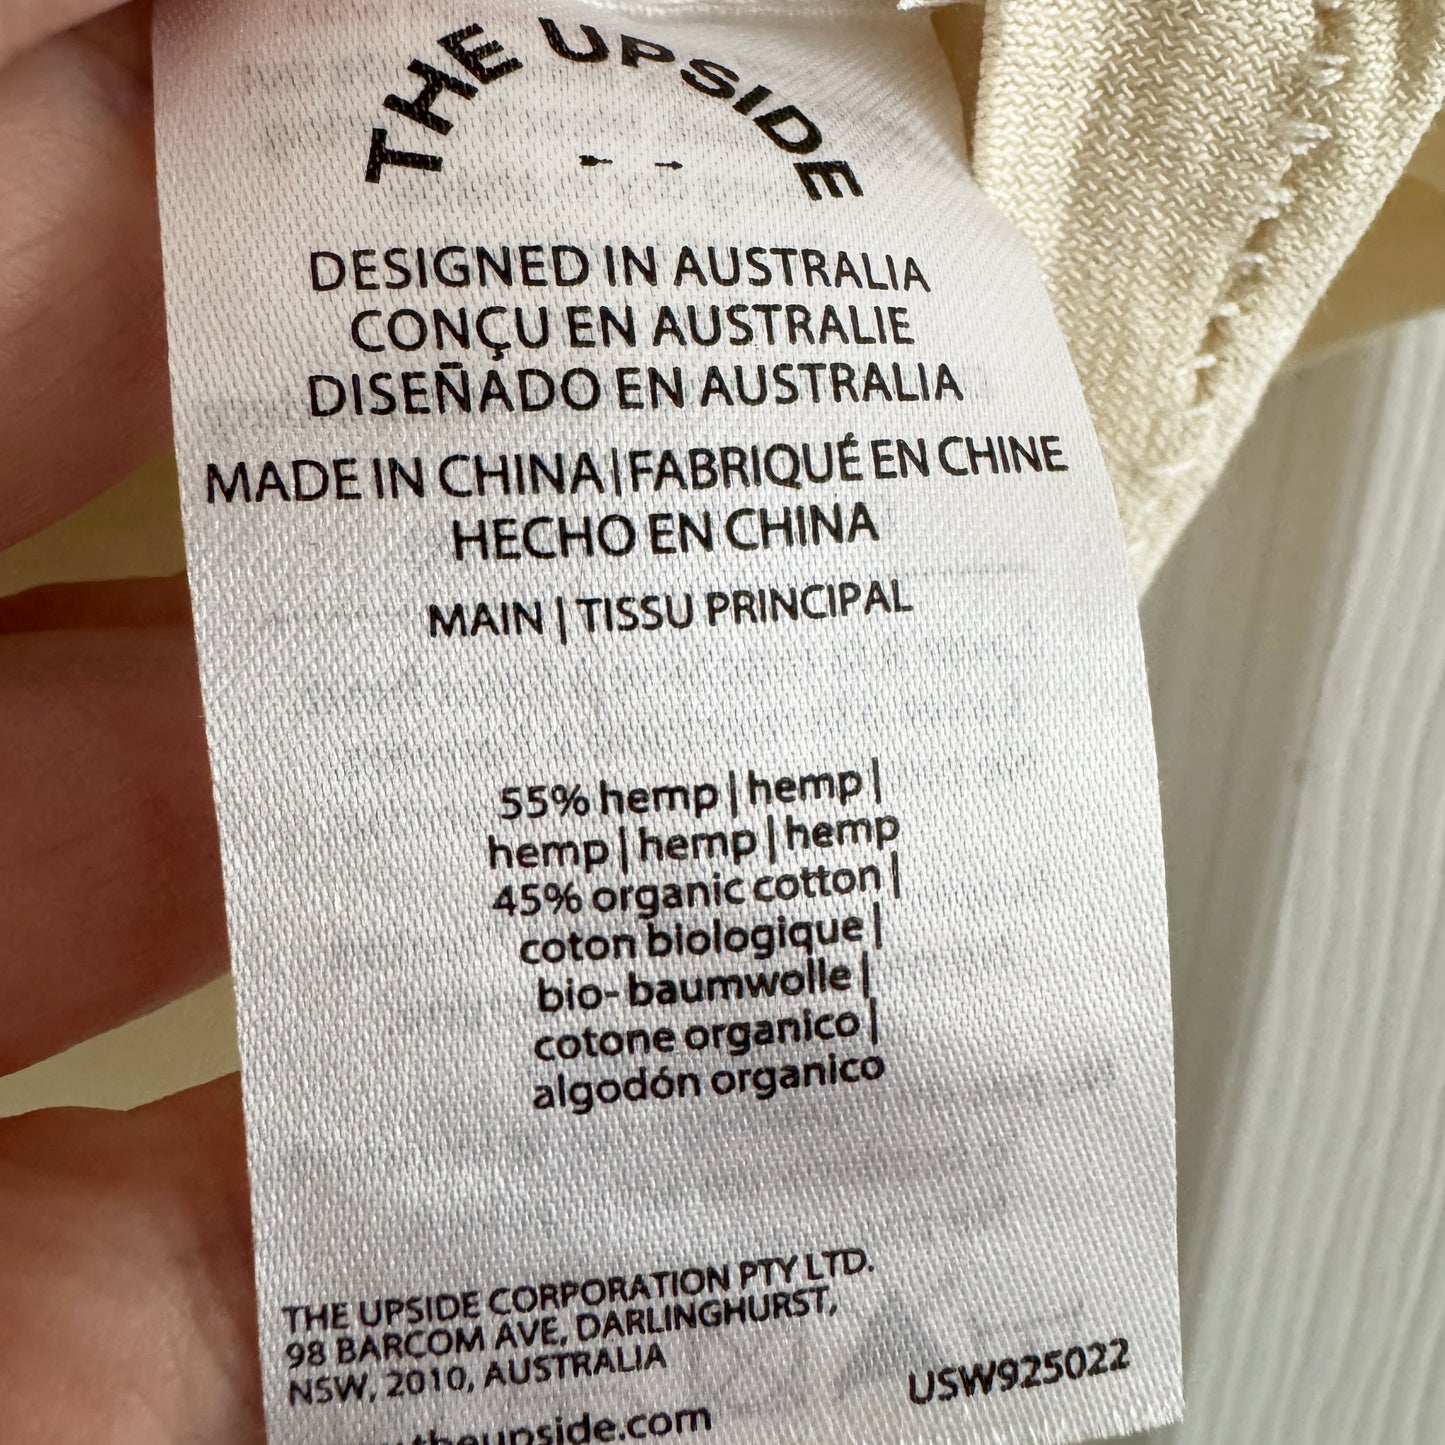 THE UPSIDE
DESIGNED IN AUSTRALIA
CONÇU EN AUSTRALIE
DISEÑADO EN AUSTRALIA
MADE IN CHINA|FABRIQUÉ EN CHINE
HECHO EN CHINA
MAIN | TISSU PRINCIPAL
55% hemp | hemp |
hemp | hemp | hemp
45% organic cotton |
coton biologique |
bio- baumwolle |
cotone organico |
algodón organico
THE UPSIDE CORPORATION PTY LTD.
98 BARCOM AVE, DARLINGHURST,
NSW, 2010, AUSTRALIA
USW925022
theupside.com